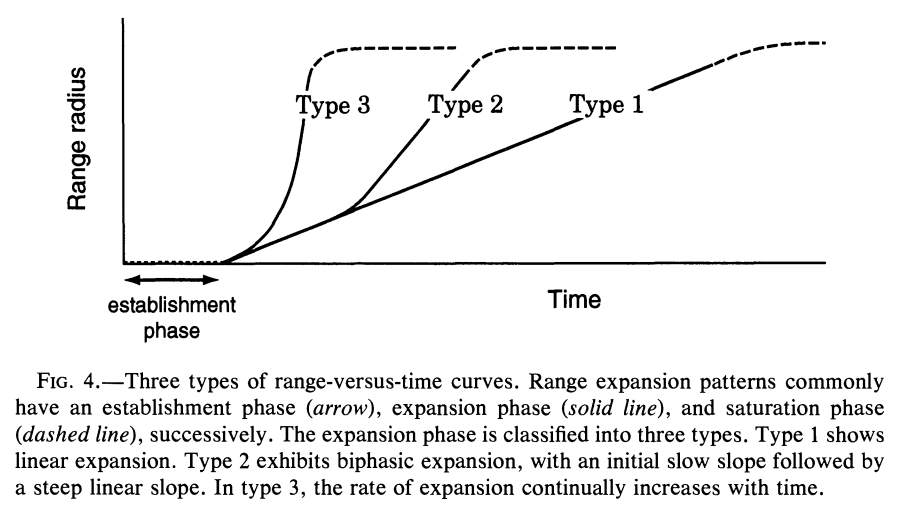 Range radius
Type 3
Type 2
Type 1
establishment
phase
Time
FIG. 4.—Three types of range-versus-time curves. Range expansion patterns commonly
have an establishment phase (arrow), expansion phase (solid line), and saturation phase
(dashed line), successively. The expansion phase is classified into three types. Type 1 shows
linear expansion. Type 2 exhibits biphasic expansion, with an initial slow slope followed by
a steep linear slope. In type 3, the rate of expansion continually increases with time.